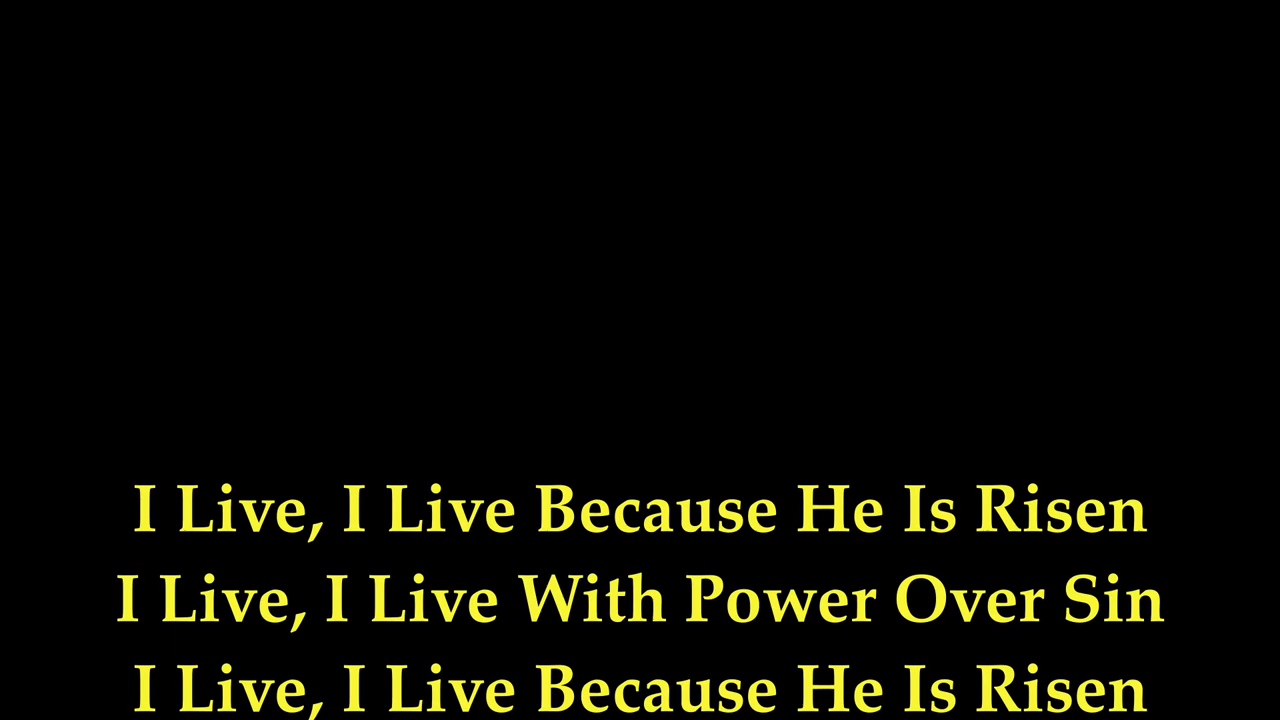 I Live, I Live Because He Is Risen
I Live, I Live With Power Over Sin
I Live, I Live Because He Is Risen